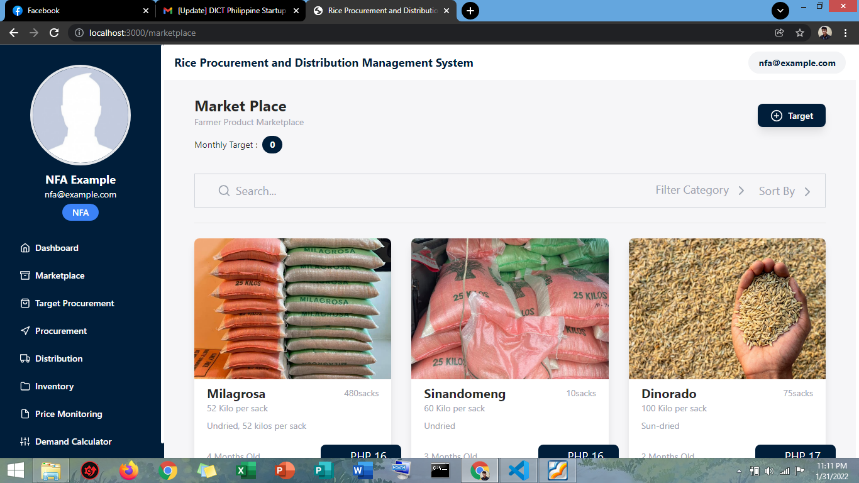 Facebook
[Update] DICT Philippine Startup
Rice Procurement and Distributio
localhost:3000/marketplace
Rice Procurement and Distribution Management System
nfa@example.com
NFA Example
nfa@example.com
NFA
Dashboard
Marketplace
Target Procurement
Procurement
Distribution
Inventory
Price Monitoring
Demand Calculator
Market Place
Farmer Product Marketplace
Monthly Target : 0
Target
Search...
Filter Category
Sort By
MILAGROSA
MILAGROSA
25 KILOS
25 KILOS
25 KILOS
Milagrosa
480sacks
52 Kilo per sack
Undried, 52 kilos per sack
4 Months Old
PHP 16
Sinandomeng
10sacks
60 Kilo per sack
Undried
3 Months Old
PHP 16
Dinorado
75sacks
100 Kilo per sack
Sun-dried
2 Months Old
PHP 17
11:11 PM
1/31/2022